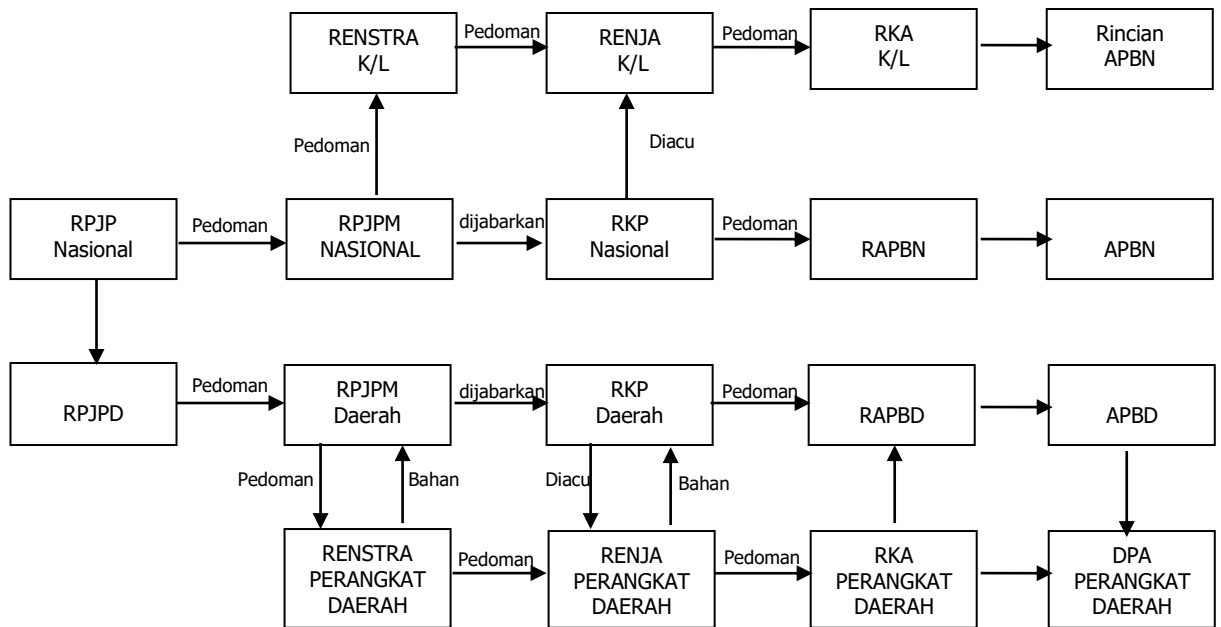 RENSTRA
K/L
Pedoman
RENJA
K/L
Pedoman
RKA
K/L
Rincian
APBN
Pedoman
Diacu
RPJP
Nasional
Pedoman
RPJPM
NASIONAL
dijabarkan
RKP
Nasional
Pedoman
RAPBN
APBN
RPJPD
Pedoman
RPJPM
Daerah
dijabarkan
RKP
Daerah
Pedoman
RAPBD
APBD
Pedoman
Bahan
Diacu
Bahan
RENSTRA
PERANGKAT
DAERAH
Pedoman
RENJA
PERANGKAT
DAERAH
Pedoman
RKA
PERANGKAT
DAERAH
DPA
PERANGKAT
DAERAH